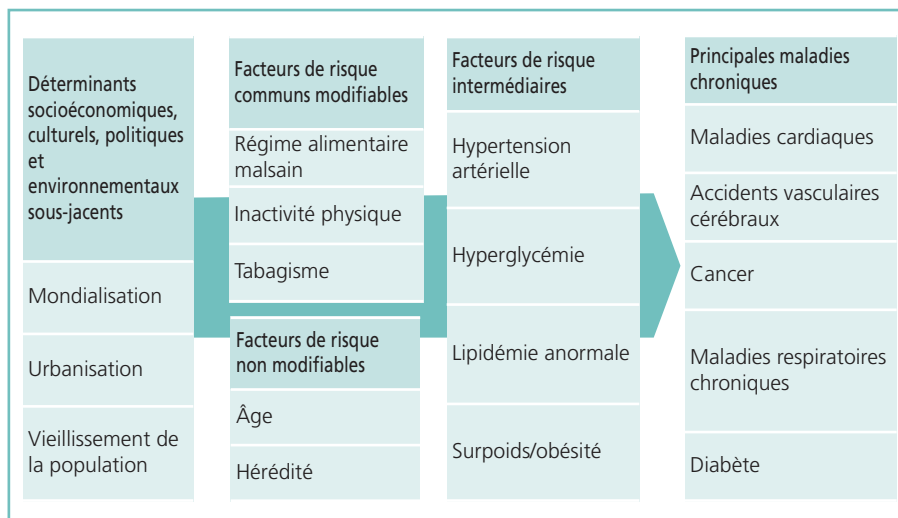 Déterminants
socioéconomiques,
culturels, politiques
et
environnementaux
sous-jacents
Mondialisation
Urbanisation
Vieillissement de
la population
Facteurs de risque
communs modifiables
Régime alimentaire
malsain
Inactivité physique
Tabagisme
Facteurs de risque
non modifiables
Âge
Hérédité
Facteurs de risque
intermédiaires
Hypertension
artérielle
Hyperglycémie
Lipidémie anormale
Surpoids/obésité
Principales maladies
chroniques
Maladies cardiaques
Accidents vasculaires
cérébraux
Cancer
Maladies respiratoires
chroniques
Diabète